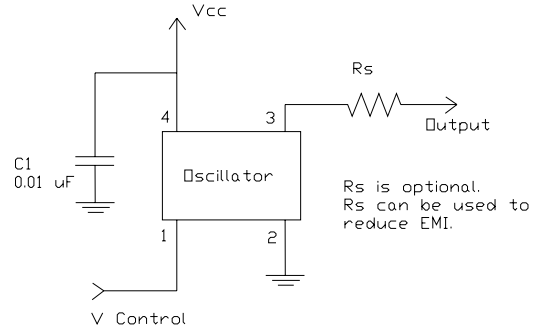 Vcc
Rs
4
3
Output
C1
0.01 uF
Oscillator
Rs is optional.
Rs can be used to
reduce EMI.
1
2
V Control